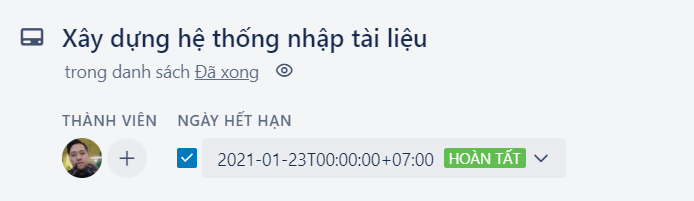 Xây dựng hệ thống nhập tài liệu
trong danh sách Đã xong
THÀNH VIÊN NGÀY HẾT HẠN
2021-01-23T00:00:00+07:00 HOÀN TẤT